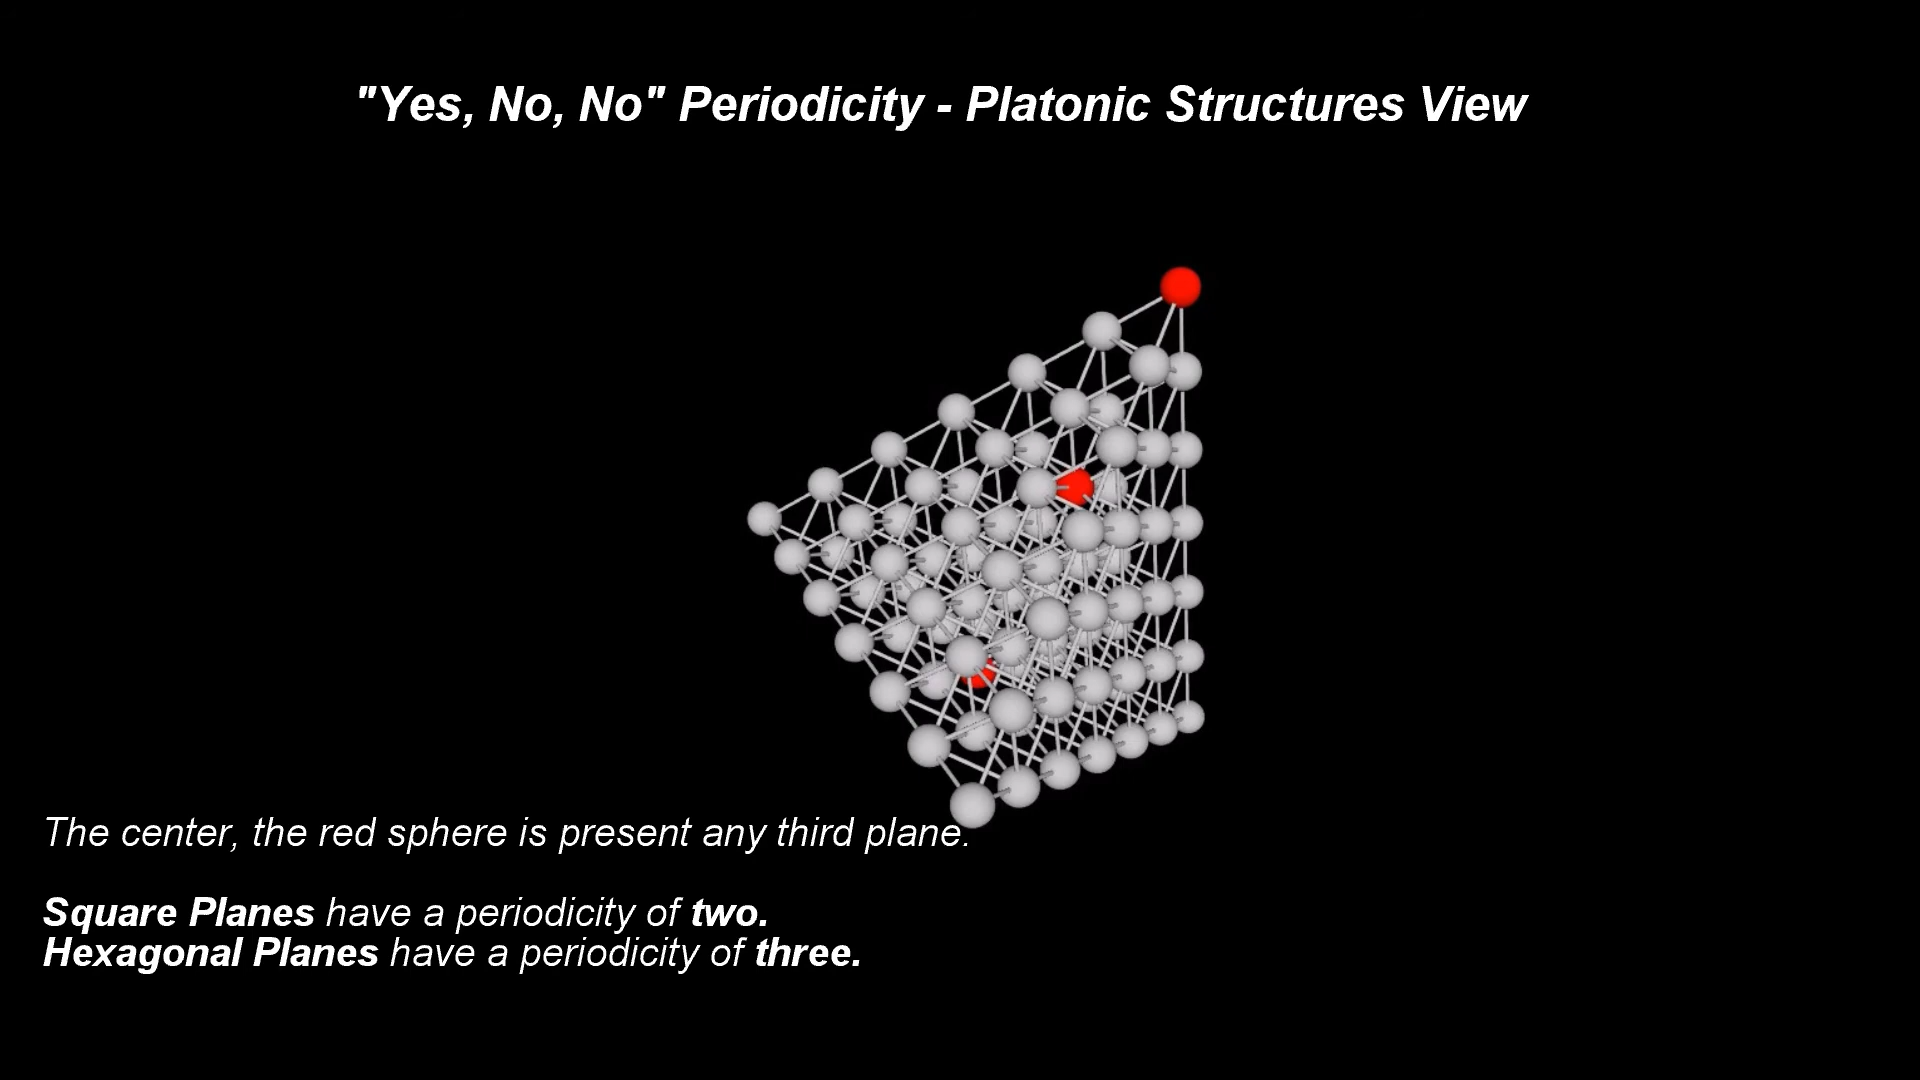 "Yes, No, No" Periodicity - Platonic Structures View
The center, the red sphere is present any third plane.
Square Planes have a periodicity of two.
Hexagonal Planes have a periodicity of three.